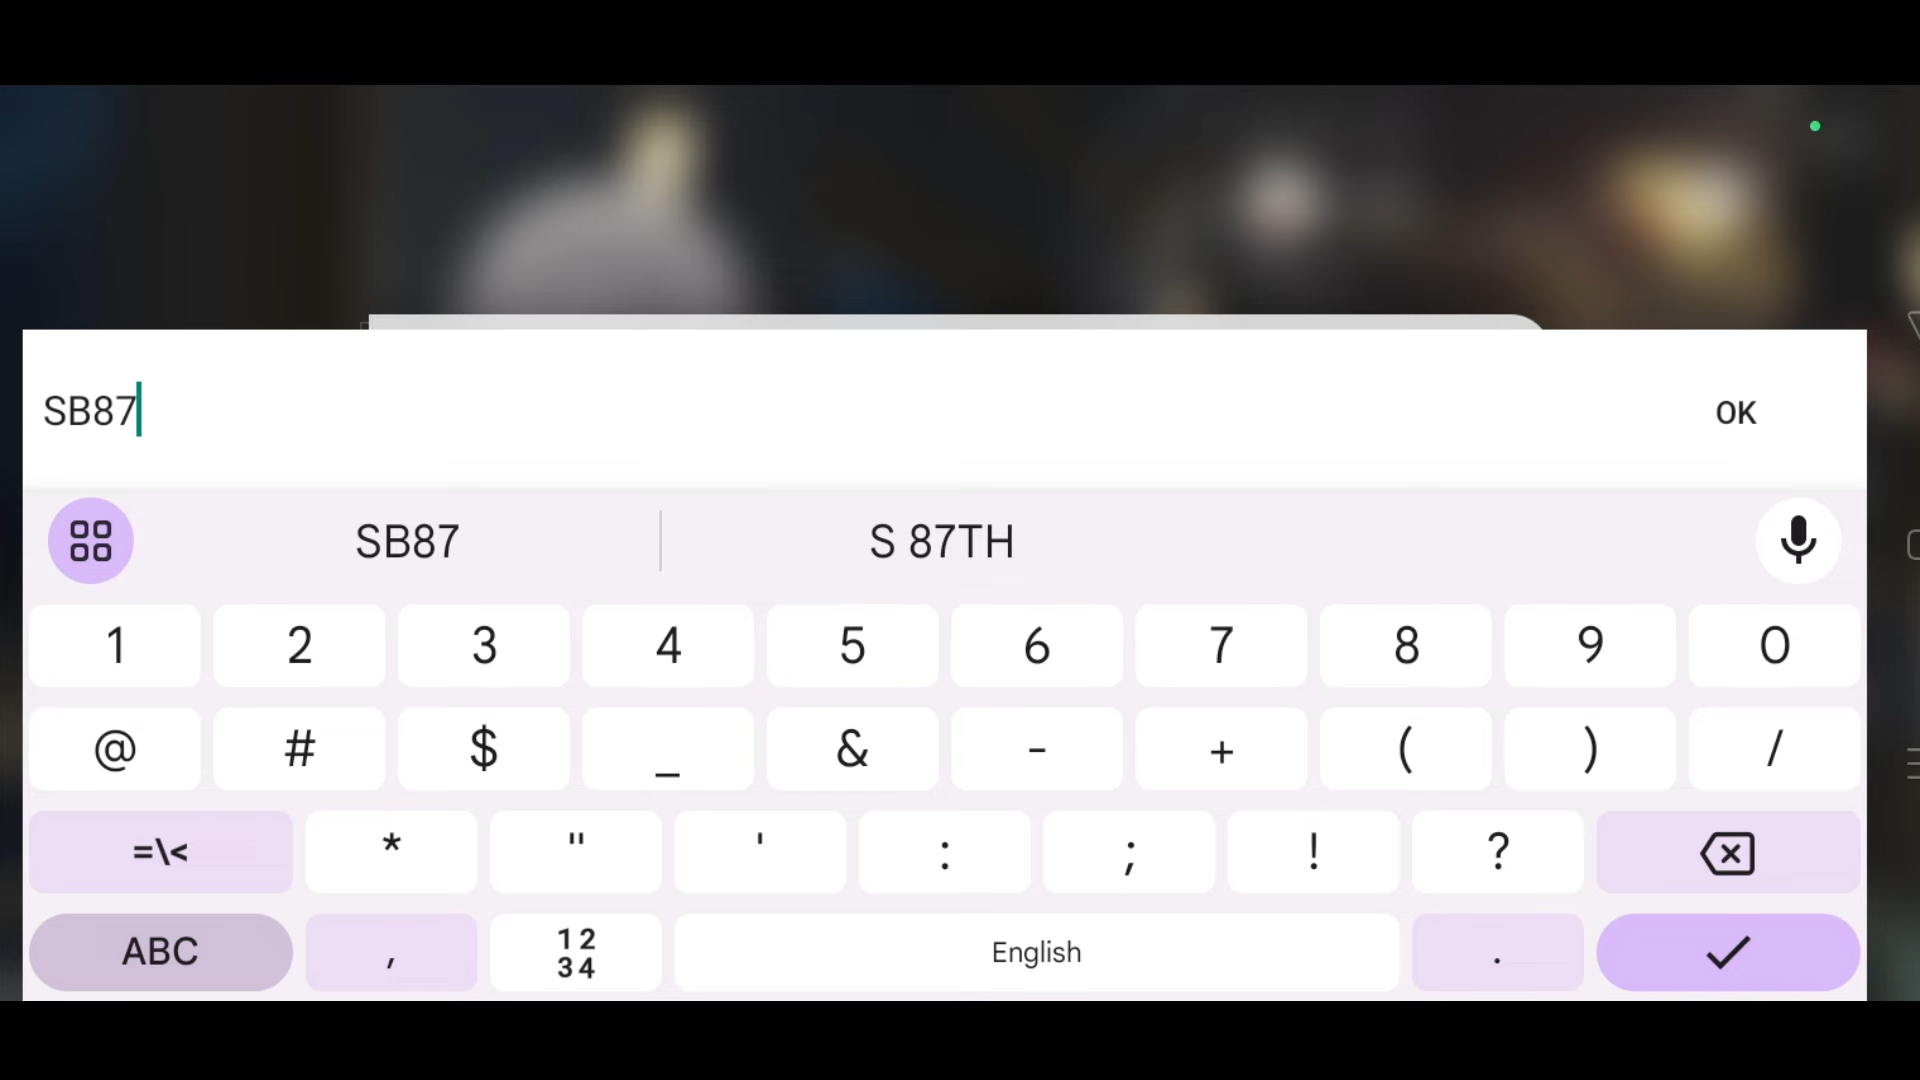 SB87
OK
SB87 S 87TH
1 2 3 4 5 6 7 8 9 0
@ # $ _ & - + ( ) /
=\< * " ' : ; ! ?
ABC , 12 34 English .